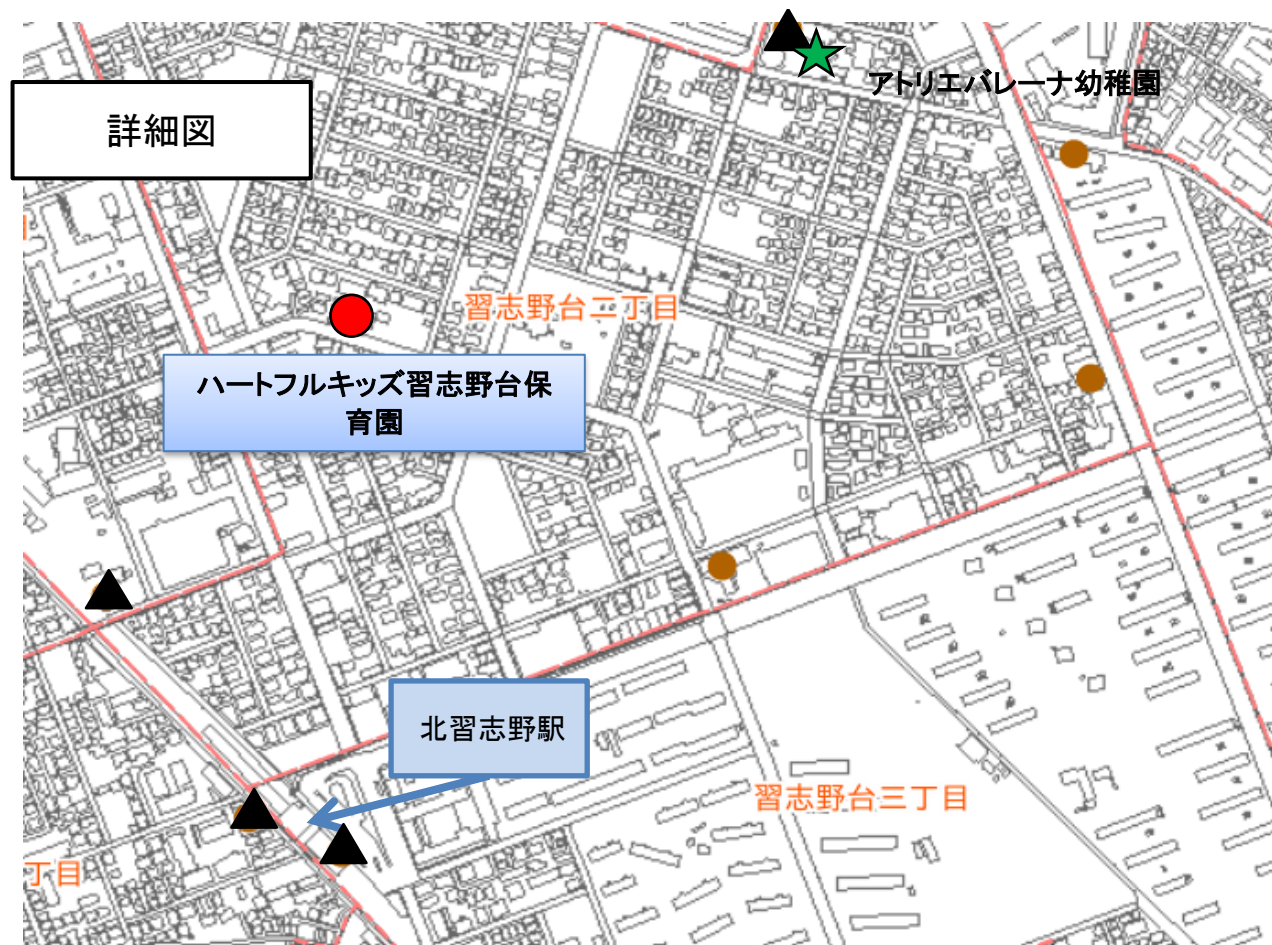 アトリエバレーナ幼稚園
詳細図
習志野台二丁目
ハートフルキッズ習志野台保
育園
北習志野駅
習志野台三丁目
丁目